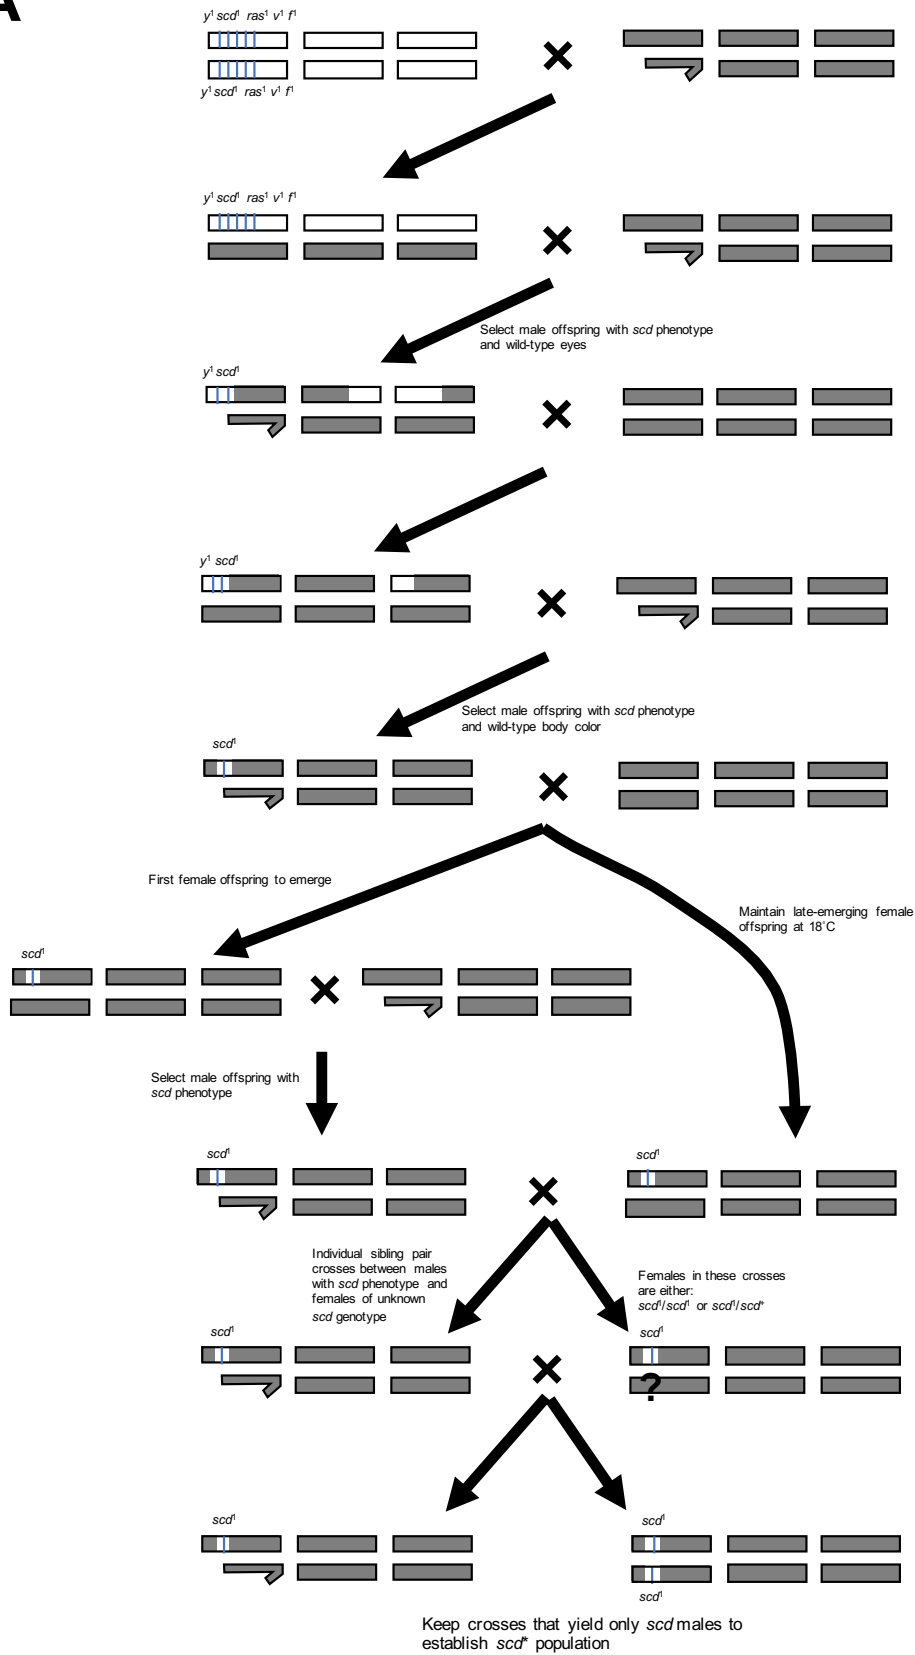 A
y¹ scd¹ ras¹ v¹ f¹
y¹ scd¹ ras¹ v¹ f¹
y¹ scd¹ ras¹ v¹ f¹
Select male offspring with scd phenotype
and wild-type eyes
y¹ scd¹
y¹ scd¹
Select male offspring with scd phenotype
and wild-type body color
scd¹
First female offspring to emerge
Maintain late-emerging female
offspring at 18˚C
scd¹
Select male offspring with
scd phenotype
scd¹
scd¹
Individual sibling pair
crosses between males
with scd phenotype and
females of unknown
scd genotype
Females in these crosses
are either:
scd¹/scd¹ or scd¹/scd⁺
scd¹
scd¹
?
scd¹
scd¹
scd¹
Keep crosses that yield only scd males to
establish scd* population